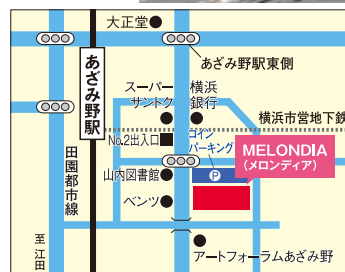 大正堂
あざみ野駅東側
あざみ野駅
スーパー
サントク
横浜
銀行
横浜市営地下鉄
No.2出入口
コイン
パーキング
P
MELONDIA
(メロンディア)
山内図書館
ベンツ
田園都市線
至江田
アートフォーラムあざみ野